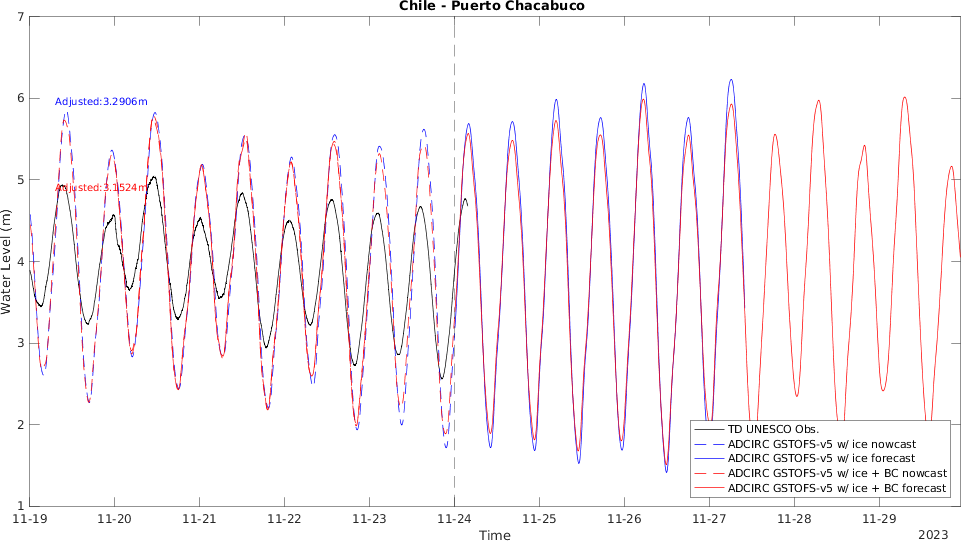 Chile - Puerto Chacabuco
7
6
5
4
3
2
1
Water Level (m)
Adjusted:3.2906m
Adjusted:3.1524m
TD UNESCO Obs.
ADCIRC GSTOFS-v5 w/ ice nowcast
ADCIRC GSTOFS-v5 w/ ice forecast
ADCIRC GSTOFS-v5 w/ ice + BC nowcast
ADCIRC GSTOFS-v5 w/ ice + BC forecast
11-19 11-20 11-21 11-22 11-23 11-24 11-25 11-26 11-27 11-28 11-29
Time
2023